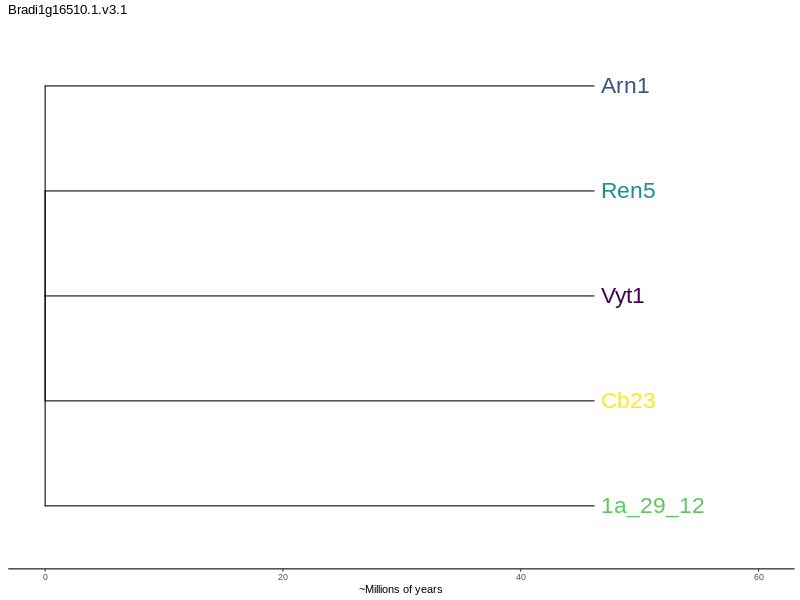 Bradi1g16510.1.v3.1
Arn1
Ren5
Vyt1
Cb23
1a_29_12
0 20 40 60
~Millions of years